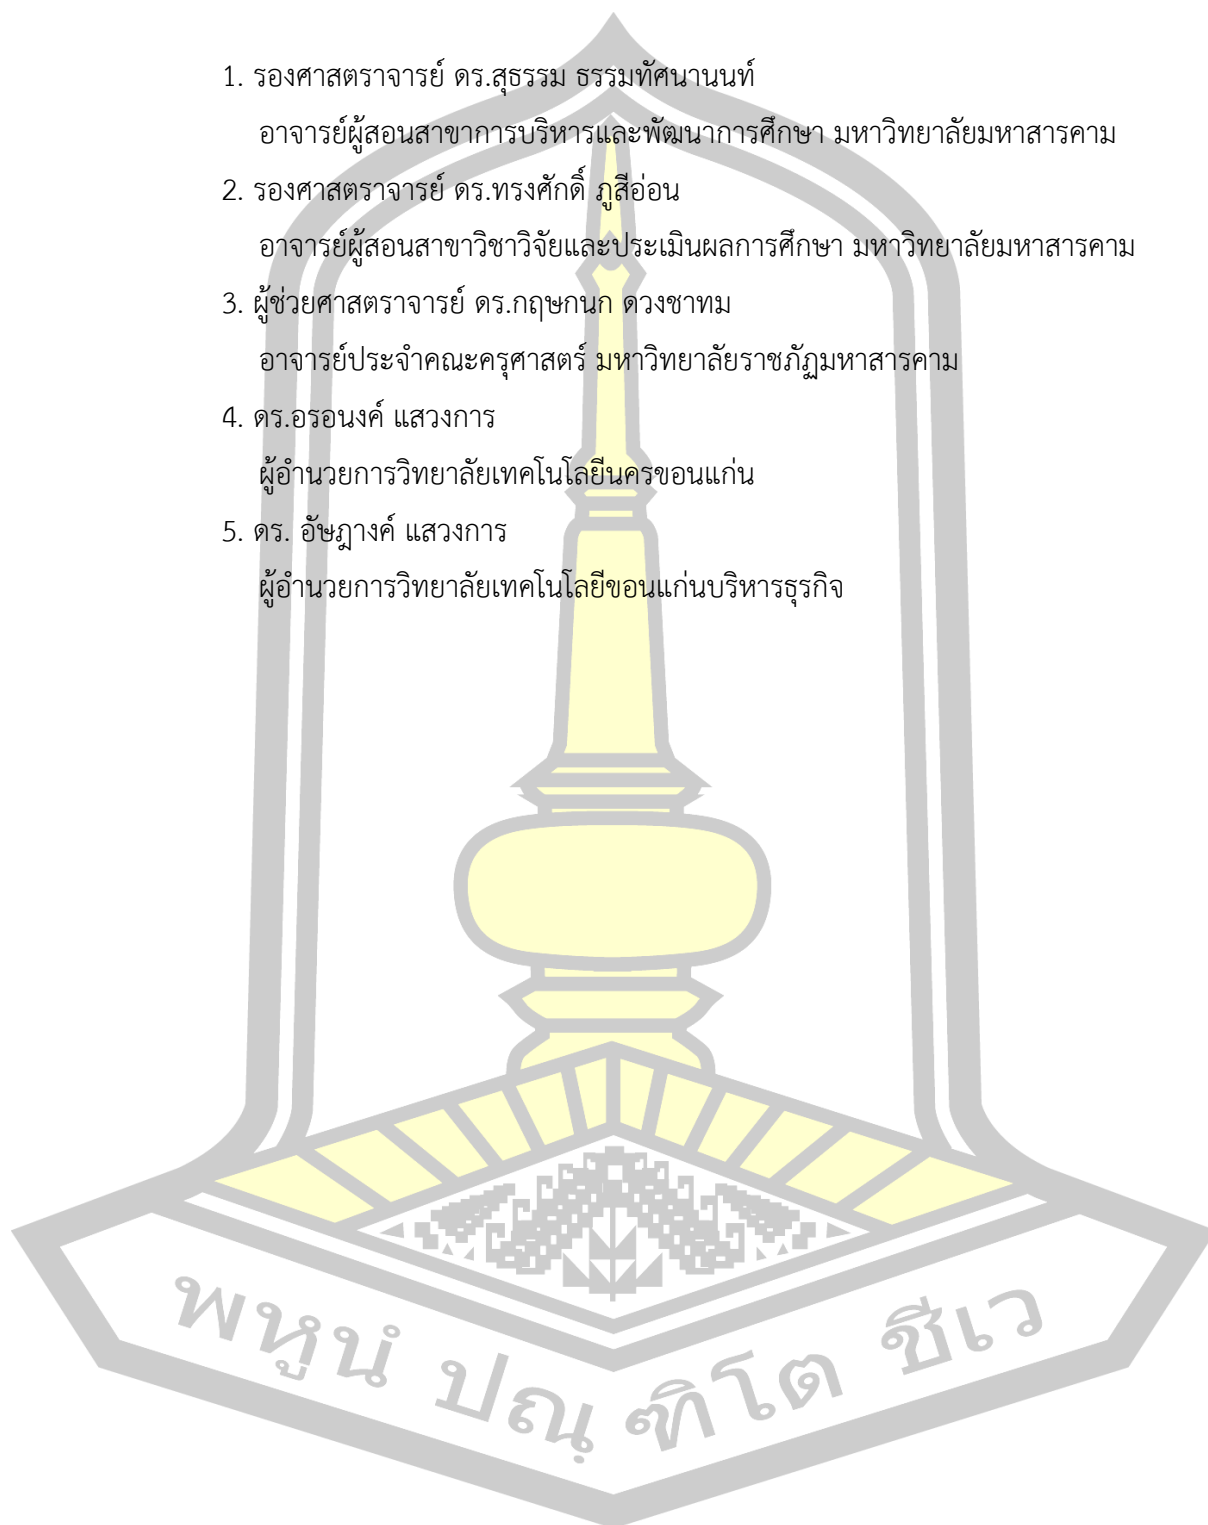 1. รองศาสตราจารย์ ดร.สุธรรม ธรรมทัศนานนท์
อาจารย์ผู้สอนสาขาการบริหารและพัฒนาการศึกษา มหาวิทยาลัยมหาสารคาม
2. รองศาสตราจารย์ ดร.ทรงศักดิ์ ภูสีอ่อน
อาจารย์ผู้สอนสาขาวิชาวิจัยและประเมินผลการศึกษา มหาวิทยาลัยมหาสารคาม
3. ผู้ช่วยศาสตราจารย์ ดร.กฤษกนก ดวงชาทม
อาจารย์ประจำคณะครุศาสตร์ มหาวิทยาลัยราชภัฏมหาสารคาม
4. ดร.อรอนงค์ แสวงการ
ผู้อำนวยการวิทยาลัยเทคโนโลยีนครขอนแก่น
5. ดร. อัษฎางค์ แสวงการ
ผู้อำนวยการวิทยาลัยเทคโนโลยีขอนแก่นบริหารธุรกิจ
พหูนํ ปณฺ ฑิโต ชีเว